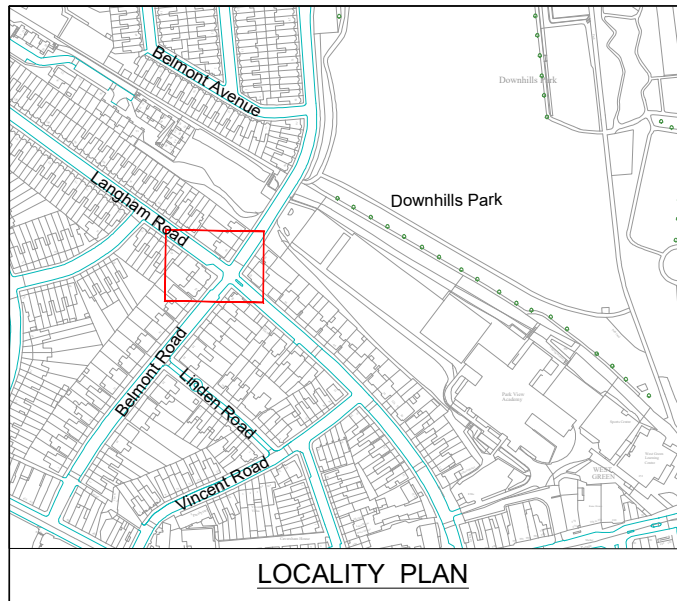 Belmont Avenue
Downhills Park
Langham Road
Downhills Park
Belmont Road
Linden Road
Park View
Academy
Vincent Road
WEST
GREEN
LOCALITY PLAN